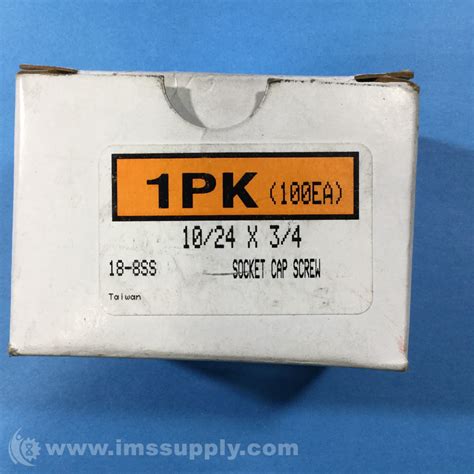 1PK (100EA)
10/24 X 3/4
18-8SS SOCKET CAP SCREW
Taiwan
www.imssupply.com